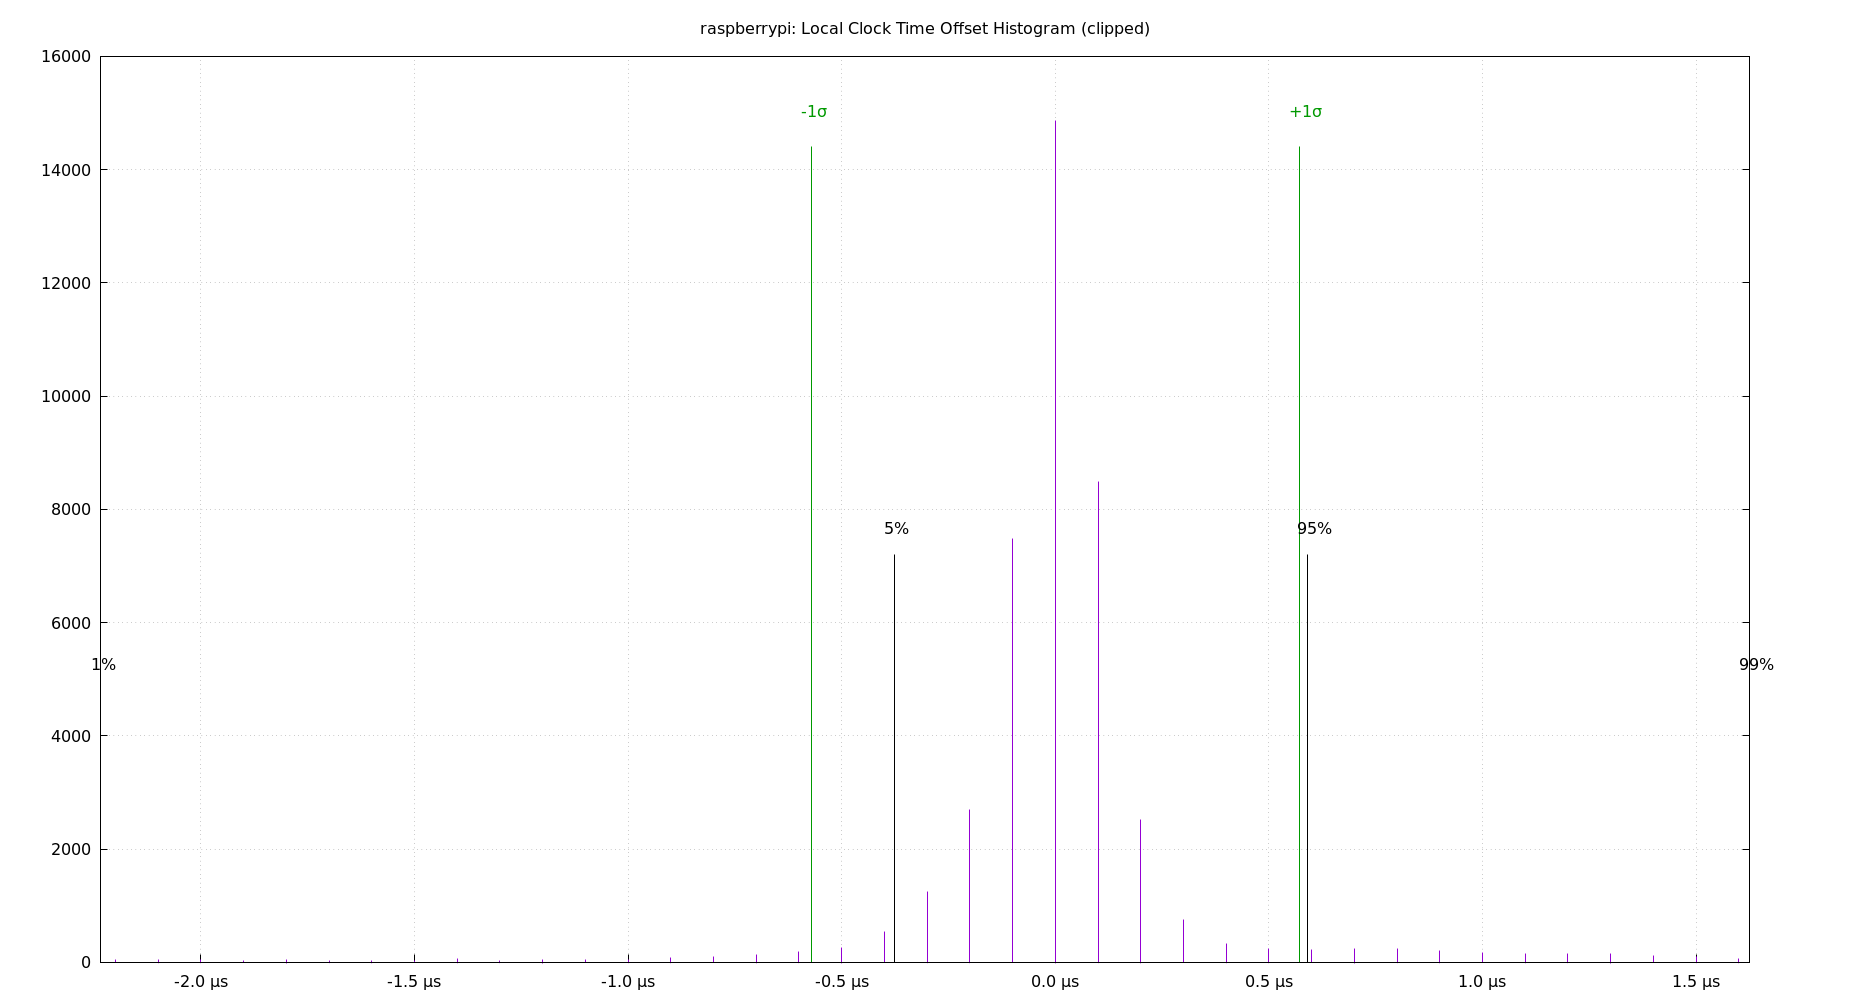 raspberrypi: Local Clock Time Offset Histogram (clipped)
16000
-1σ
+1σ
14000
12000
10000
8000
5%
95%
6000
1%
99%
4000
2000
0
-2.0 µs
-1.5 µs
-1.0 µs
-0.5 µs
0.0 µs
0.5 µs
1.0 µs
1.5 µs